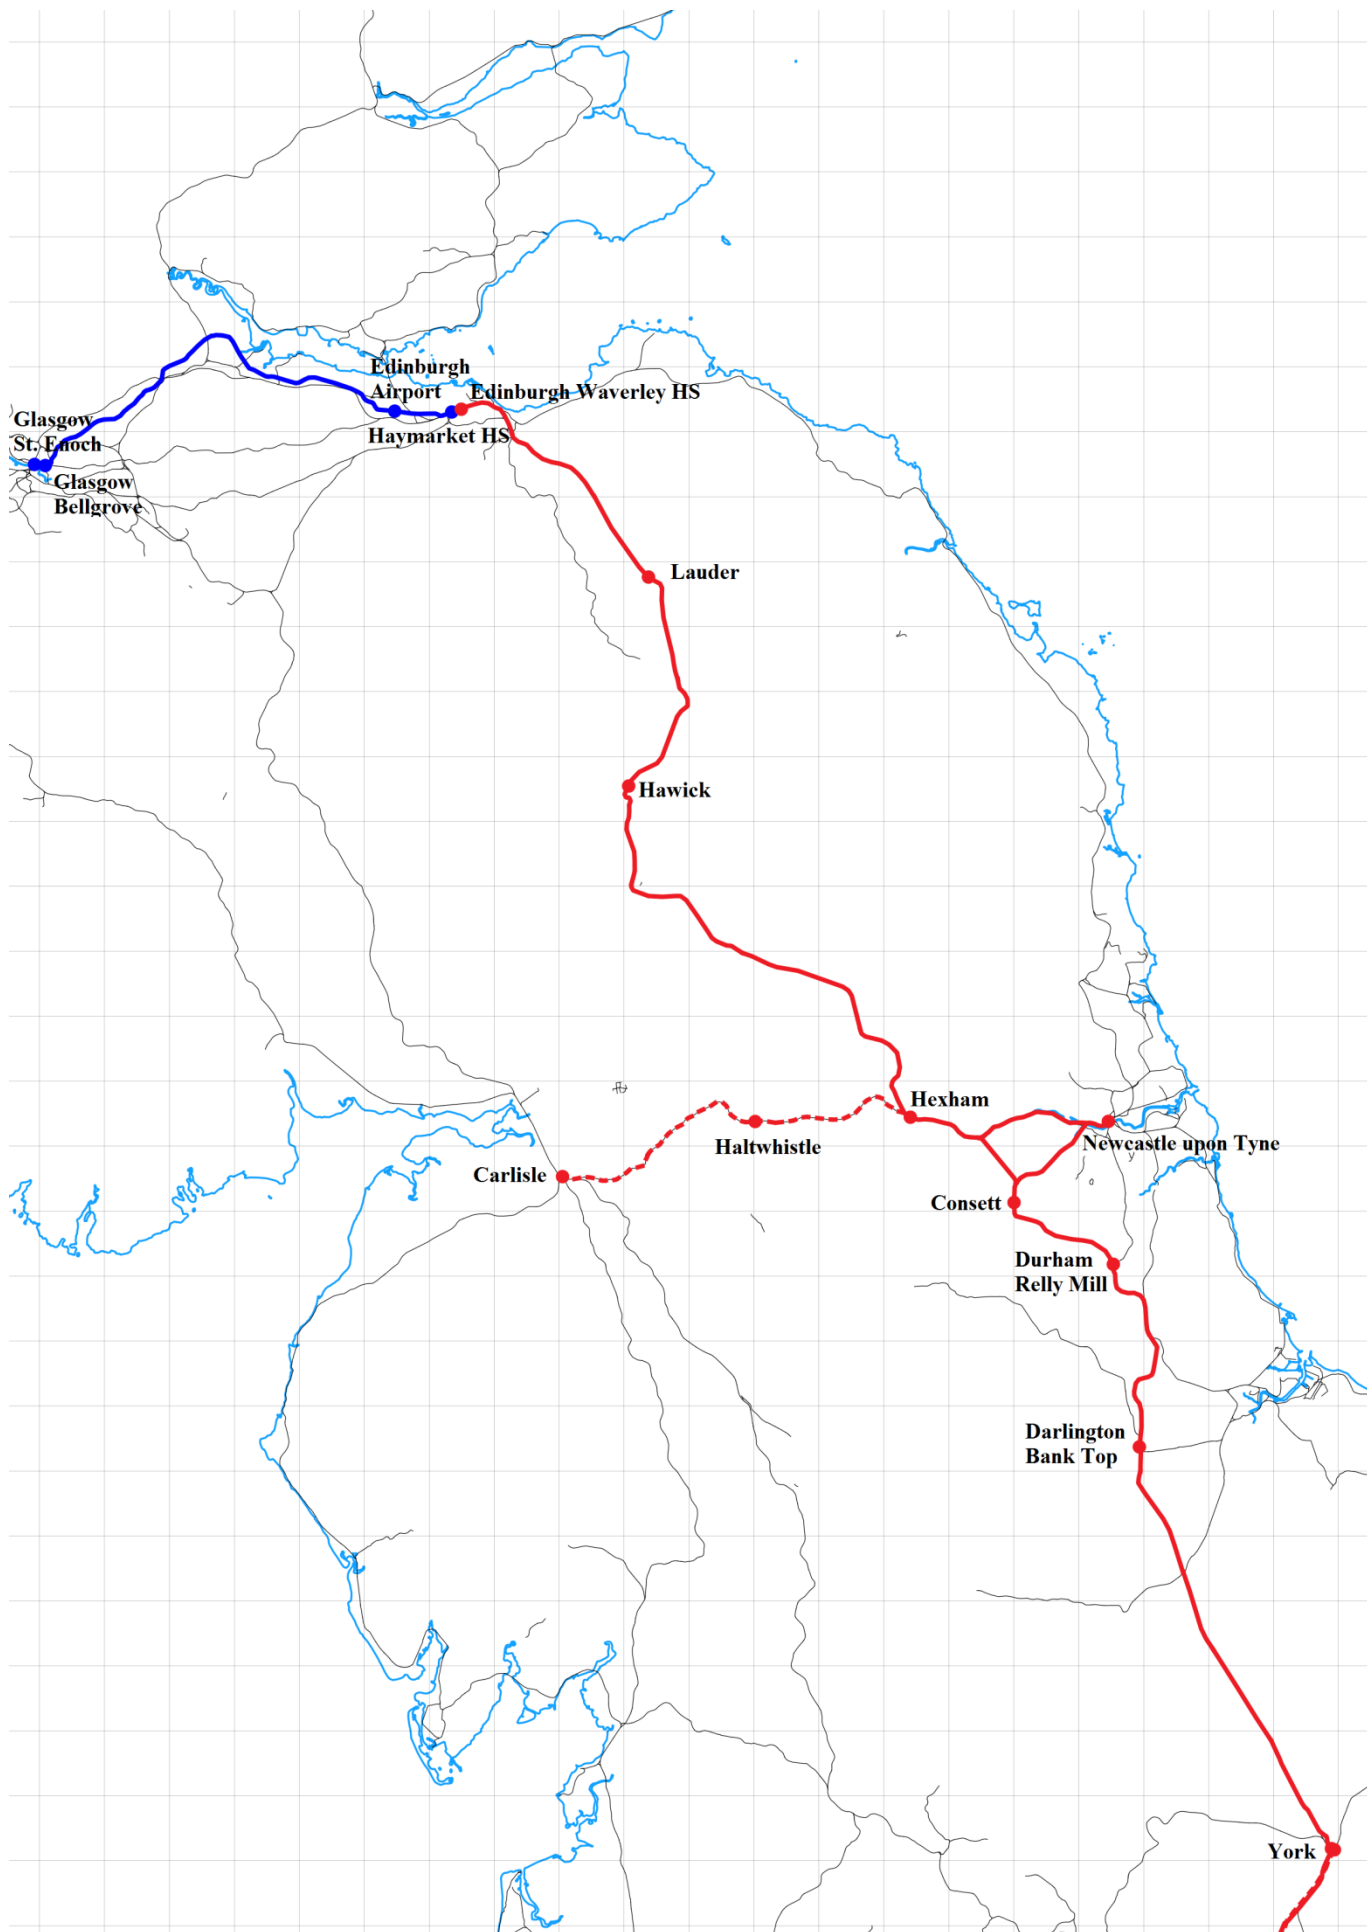 Edinburgh
Airport
Edinburgh Waverley HS
Glasgow
St. Enoch
Haymarket HS
Glasgow
Bellgrove
Lauder
Hawick
Hexham
Haltwhistle
Newcastle upon Tyne
Carlisle
Consett
Durham
Relly Mill
Darlington
Bank Top
York